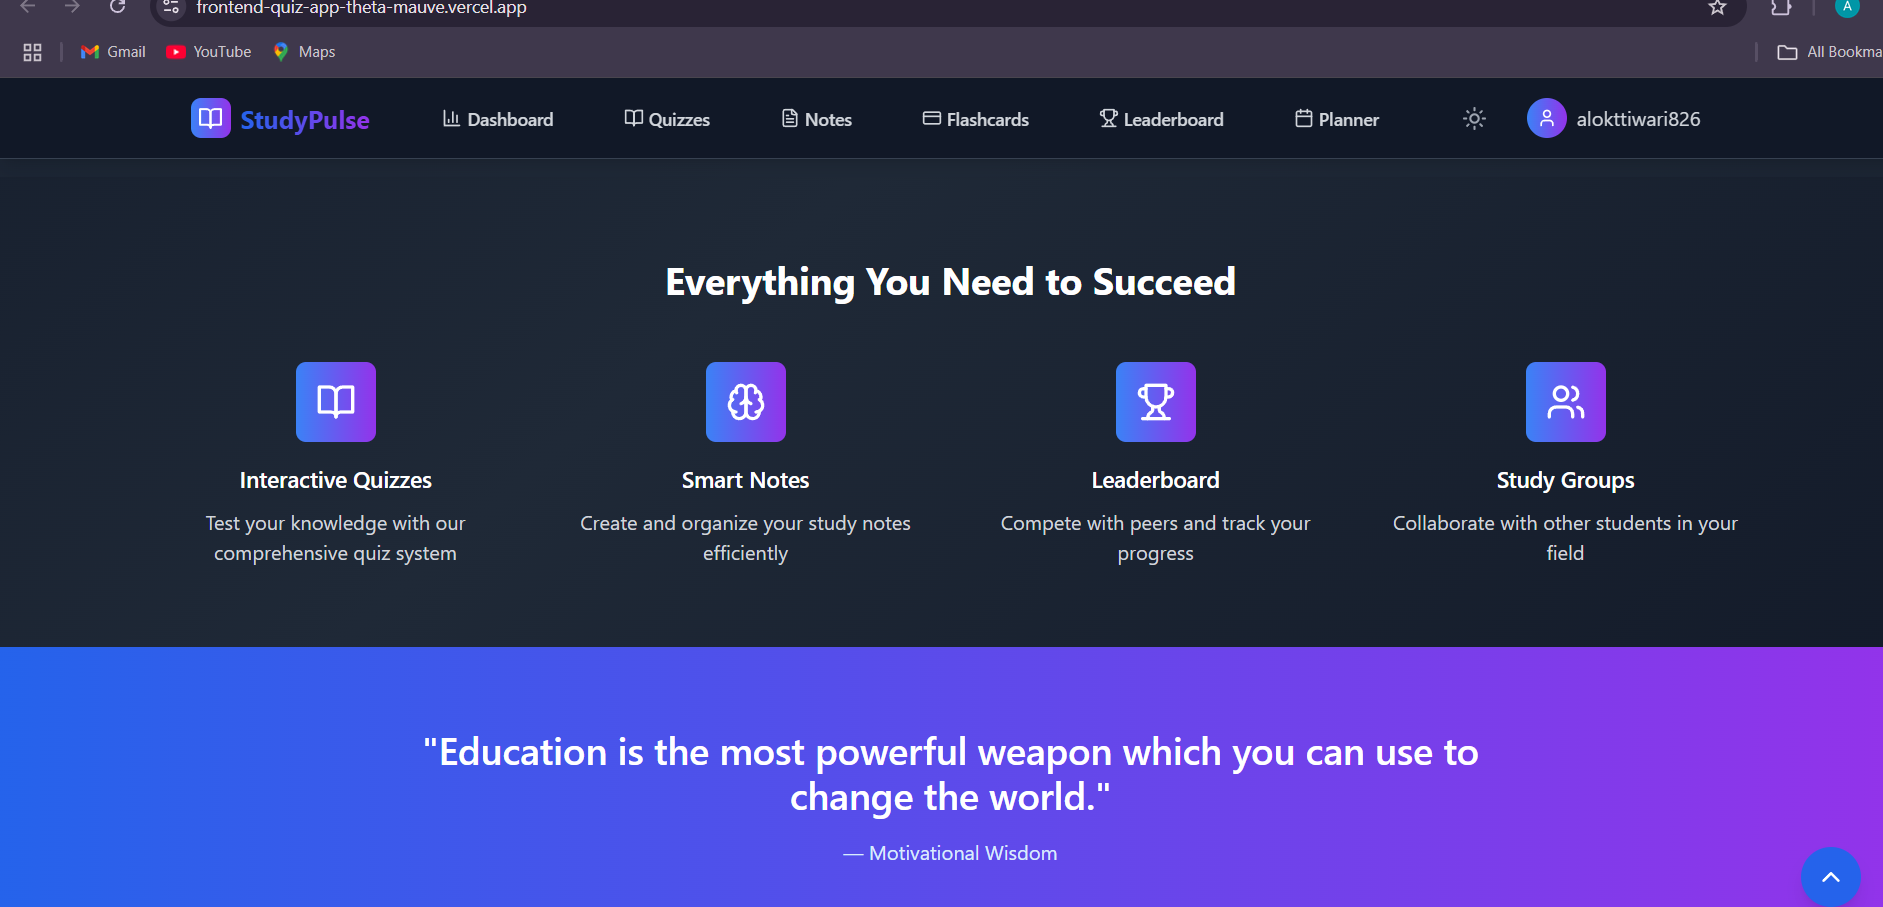 frontend-quiz-app-theta-mauve.vercel.app
A
Gmail YouTube Maps All Bookma
StudyPulse Dashboard Quizzes Notes Flashcards Leaderboard Planner alokttiwari826
Everything You Need to Succeed
Interactive Quizzes
Test your knowledge with our
comprehensive quiz system
Smart Notes
Create and organize your study notes
efficiently
Leaderboard
Compete with peers and track your
progress
Study Groups
Collaborate with other students in your
field
"Education is the most powerful weapon which you can use to
change the world."
— Motivational Wisdom